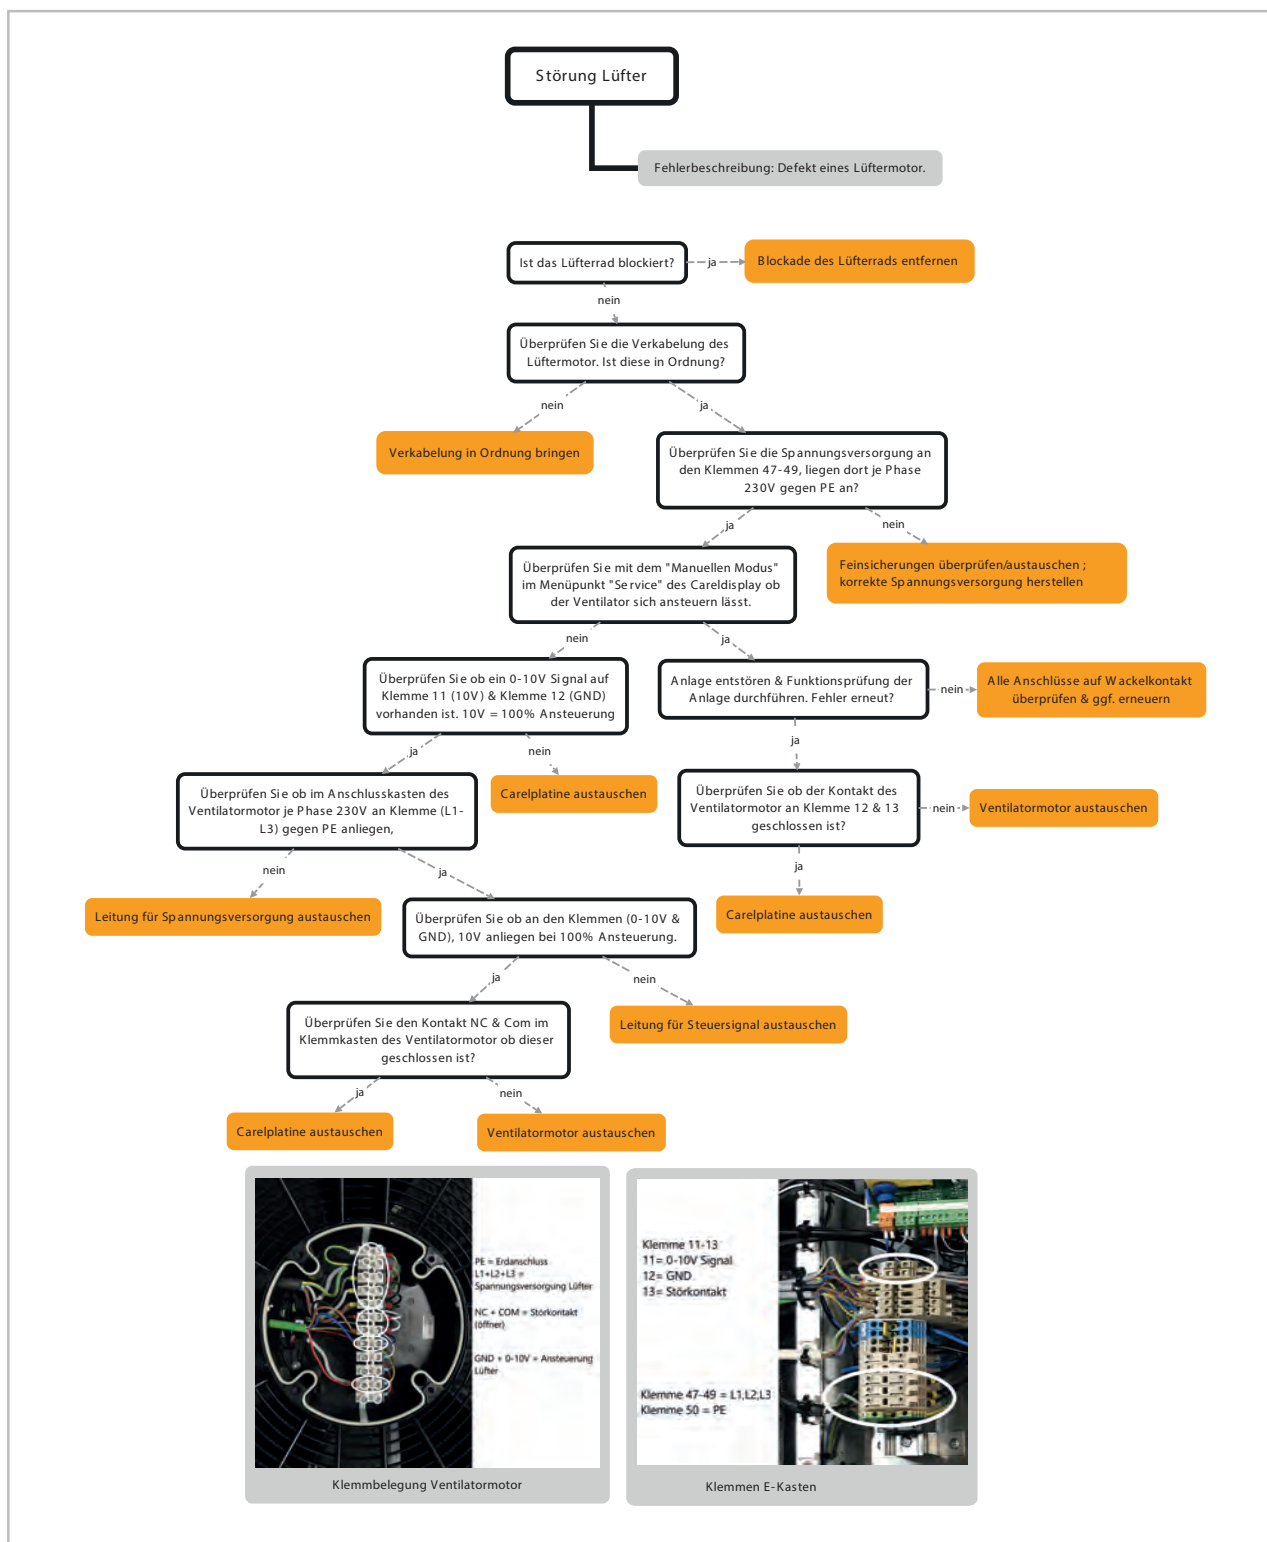 Störung Lüfter
Fehlerbeschreibung: Defekt eines Lüftermotor.
Ist das Lüfterrad blockiert?
ja
Blockade des Lüfterrads entfernen
nein
Überprüfen Sie die Verkabelung des
Lüftermotor. Ist diese in Ordnung?
nein
ja
Verkabelung in Ordnung bringen
Überprüfen Sie die Spannungsversorgung an
den Klemmen 47-49, liegen dort je Phase
230V gegen PE an?
ja
nein
Überprüfen Sie mit dem "Manuellen Modus"
im Menüpunkt "Service" des Careldisplay ob
der Ventilator sich ansteuern lässt.
Feinsicherungen überprüfen/austauschen ;
korrekte Spannungsversorgung herstellen
nein
ja
Überprüfen Sie ob ein 0-10V Signal auf
Klemme 11 (10V) & Klemme 12 (GND)
vorhanden ist. 10V = 100% Ansteuerung
Anlage entstören & Funktionsprüfung der
Anlage durchführen. Fehler erneut?
nein
Alle Anschlüsse auf Wackelkontakt
überprüfen & ggf. erneuern
ja
nein
ja
Überprüfen Sie ob im Anschlusskasten des
Ventilatormotor je Phase 230V an Klemme (L1-
L3) gegen PE anliegen,
Carelplatine austauschen
Überprüfen Sie ob der Kontakt des
Ventilatormotor an Klemme 12 & 13
geschlossen ist?
nein
Ventilatormotor austauschen
nein
ja
ja
Leitung für Spannungsversorgung austauschen
Überprüfen Sie ob an den Klemmen (0-10V &
GND), 10V anliegen bei 100% Ansteuerung.
Carelplatine austauschen
ja
nein
Überprüfen Sie den Kontakt NC & Com im
Klemmkasten des Ventilatormotor ob dieser
geschlossen ist?
Leitung für Steuersignal austauschen
ja
nein
Carelplatine austauschen
Ventilatormotor austauschen
PE = Erdanschluss
L1+L2+L3 =
Spannungsversorgung Lüfter
NC + COM = Störkontakt
(öffner)
GND + 0-10V = Ansteuerung
Lüfter
Klemmbelegung Ventilatormotor
Klemme 11-13
11= 0-10V Signal
12= GND
13= Störkontakt
Klemme 47-49 = L1,L2,L3
Klemme 50 = PE
Klemmen E-Kasten